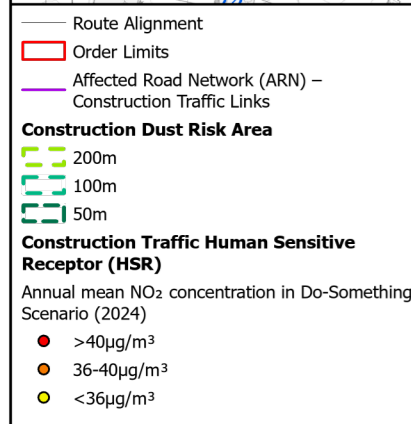 Route Alignment
Order Limits
Affected Road Network (ARN) –
Construction Traffic Links
Construction Dust Risk Area
200m
100m
50m
Construction Traffic Human Sensitive
Receptor (HSR)
Annual mean NO₂ concentration in Do-Something
Scenario (2024)
>40µg/m³
36-40µg/m³
<36µg/m³